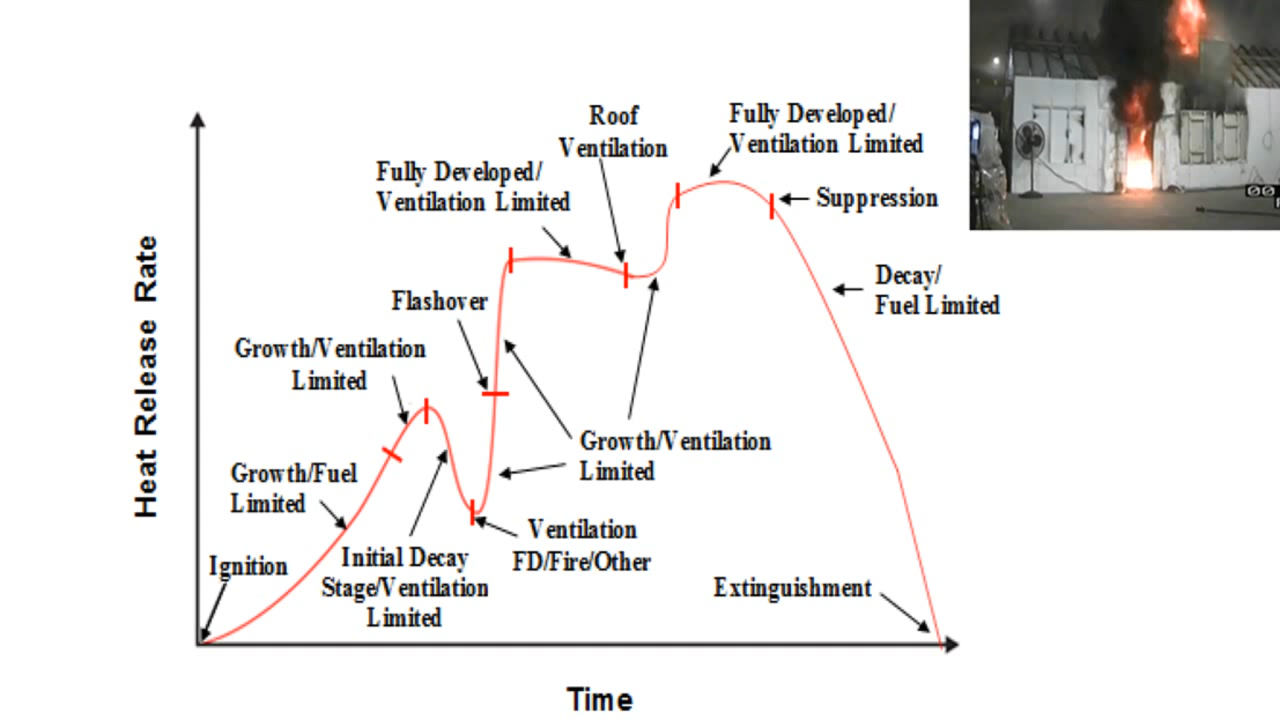 Roof
Ventilation
Fully Developed/
Ventilation Limited
Fully Developed/
Ventilation Limited
Suppression
Decay/
Fuel Limited
Flashover
Growth/Ventilation
Limited
Growth/Ventilation
Limited
Growth/Fuel
Limited
Ventilation
FD/Fire/Other
Initial Decay
Stage/Ventilation
Limited
Ignition
Extinguishment
Heat Release Rate
Time
00